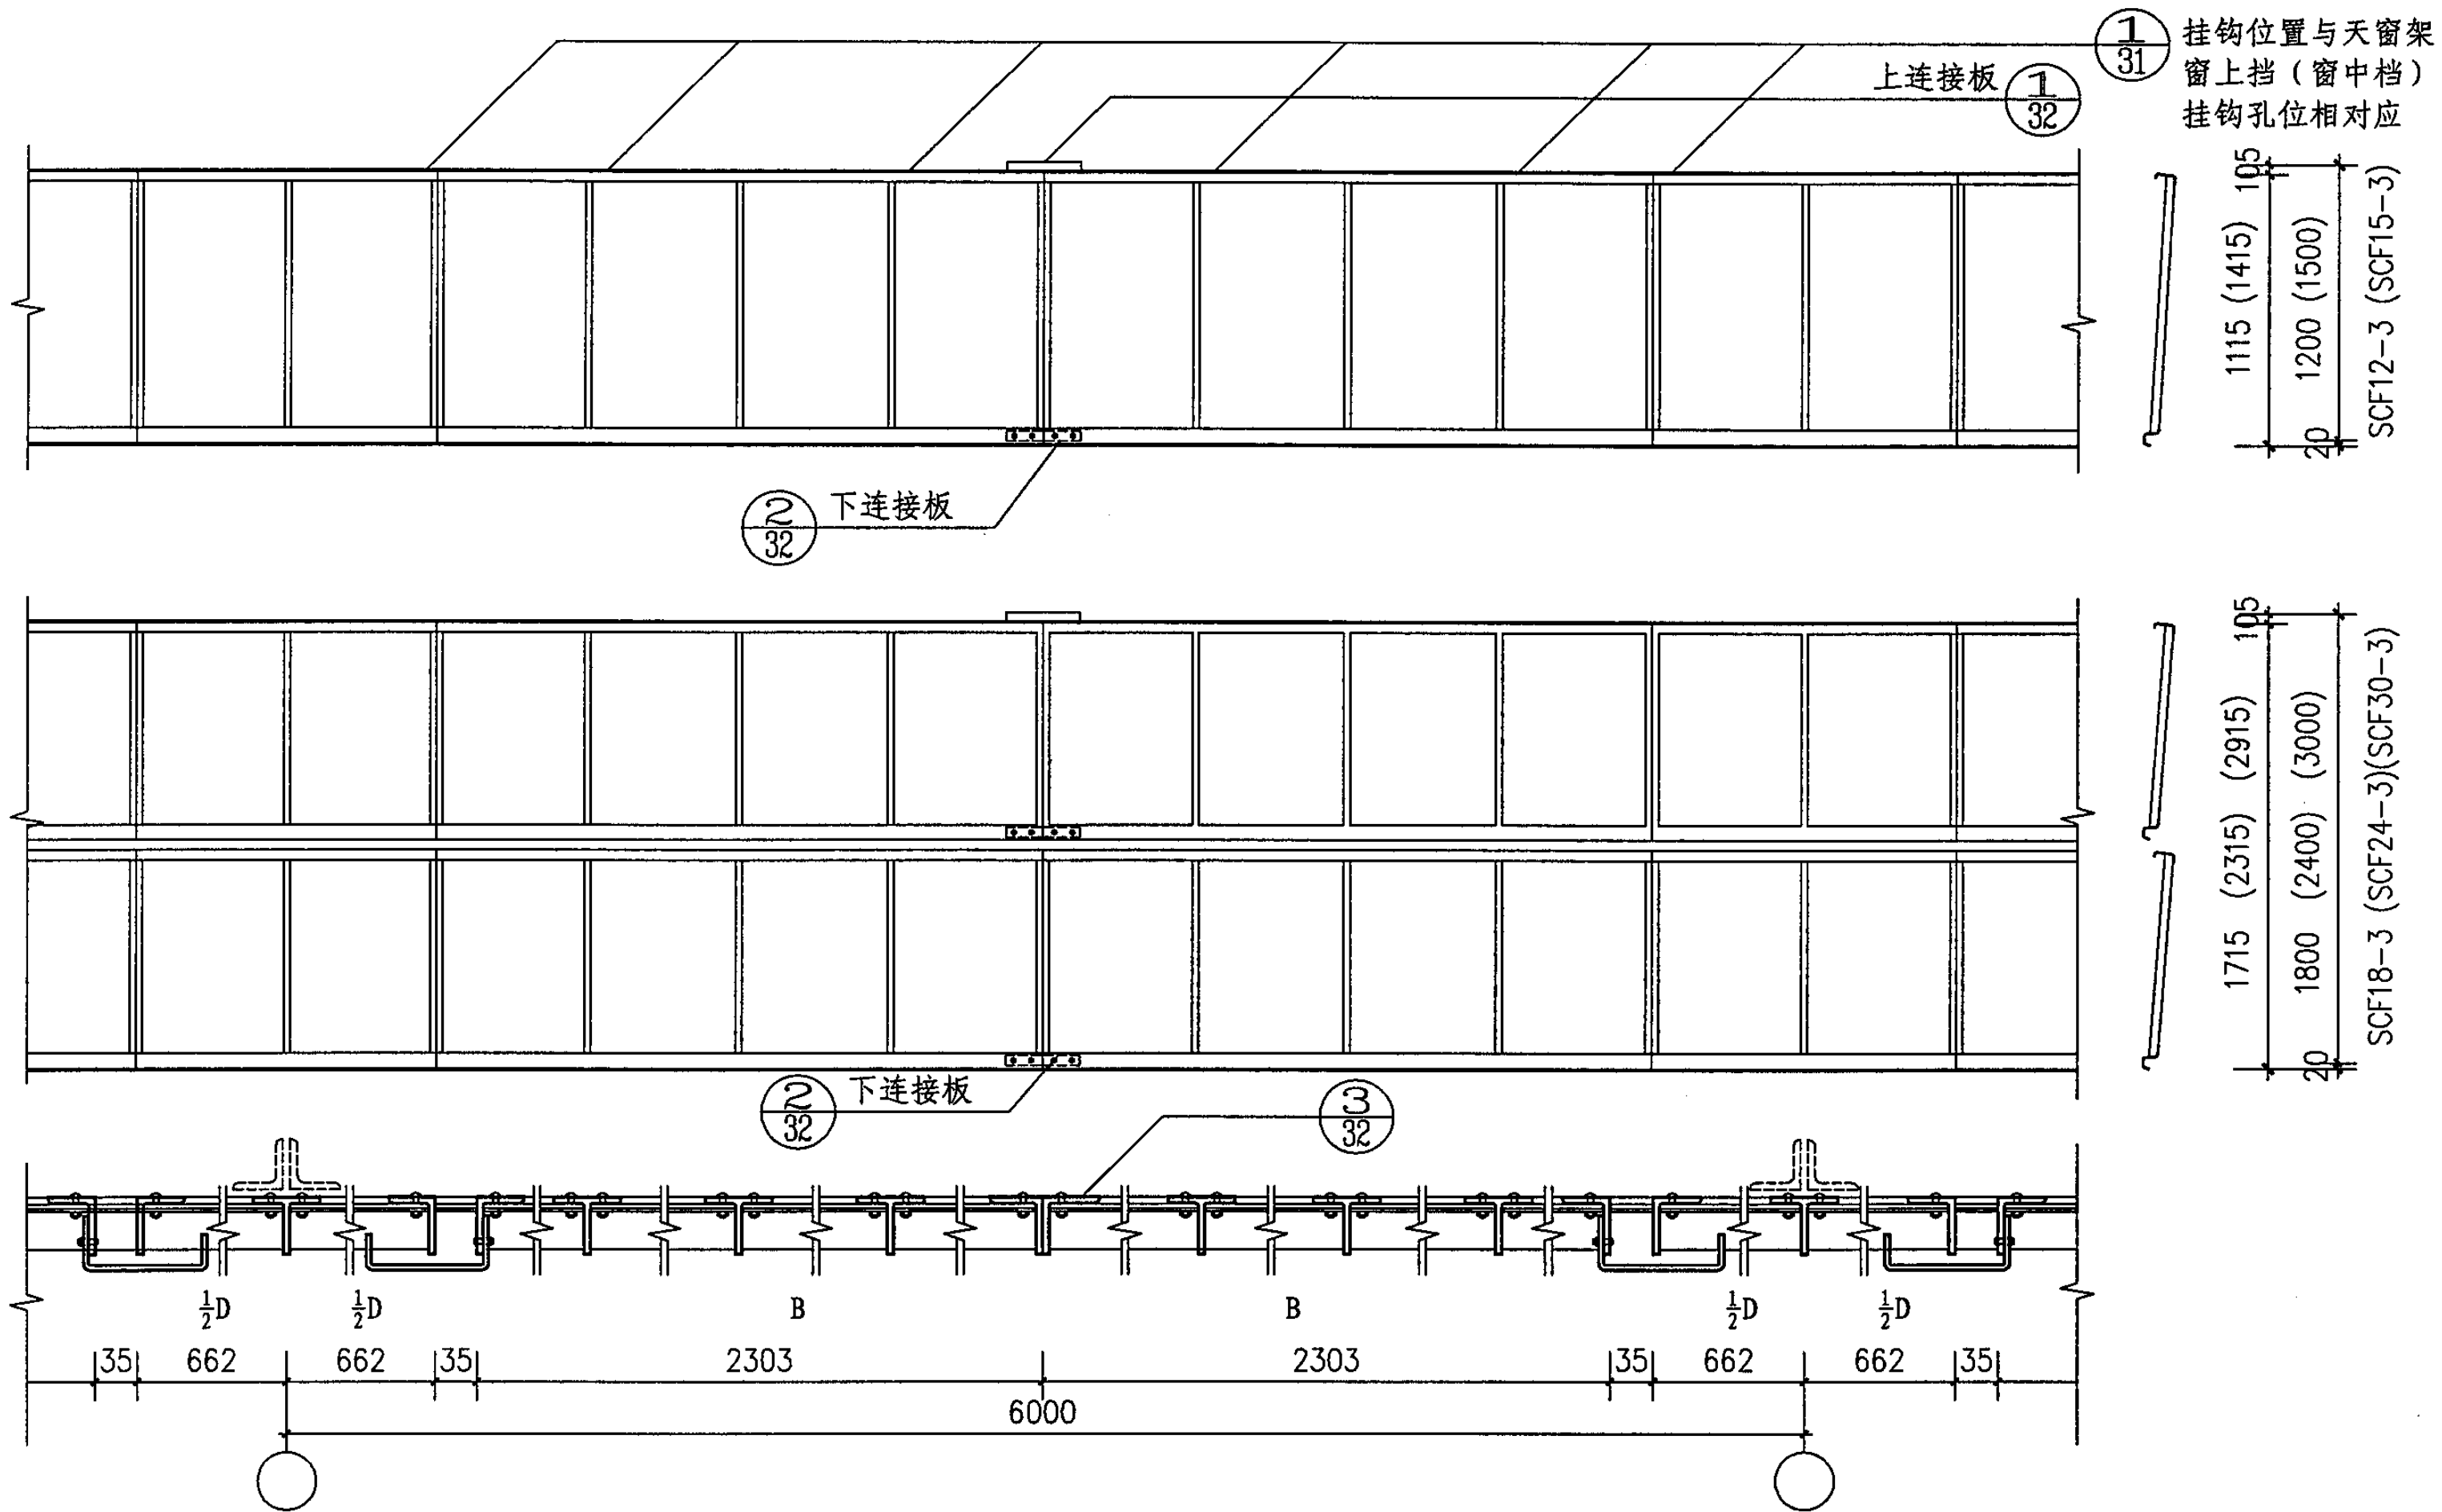 1
31
挂钩位置与天窗架
窗上挡（窗中档）
挂钩孔位相对应
上连接板
1
32
105
1115 (1415)
1200 (1500)
20
SCF12-3 (SCF15-3)
2
32
下连接板
105
1715 (2315) (2915)
1800 (2400) (3000)
20
SCF18-3 (SCF24-3)(SCF30-3)
2
32
下连接板
3
32
½D
½D
B
B
½D
½D
35
662
662
35
2303
2303
35
662
662
35
6000